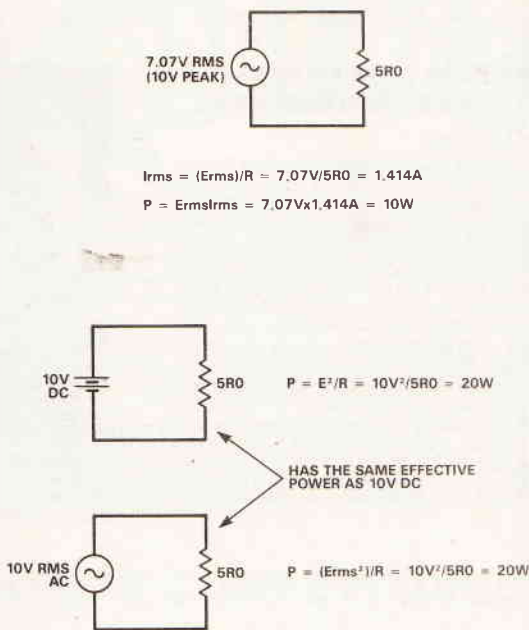 7.07V RMS
(10V PEAK)
5R0
Irms = (Erms)/R = 7.07V/5R0 = 1.414A
P = ErmsIrms = 7.07Vx1.414A = 10W
10V
DC
5R0
P = E²/R = 10V²/5R0 = 20W
HAS THE SAME EFFECTIVE
POWER AS 10V DC
10V RMS
AC
5R0
P = (Erms²)/R = 10V²/5R0 = 20W